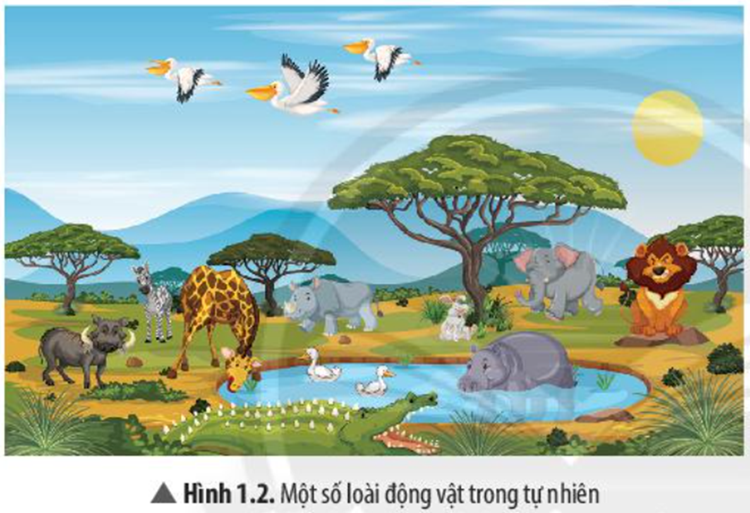 ▲ Hình 1.2. Một số loài động vật trong tự nhiên